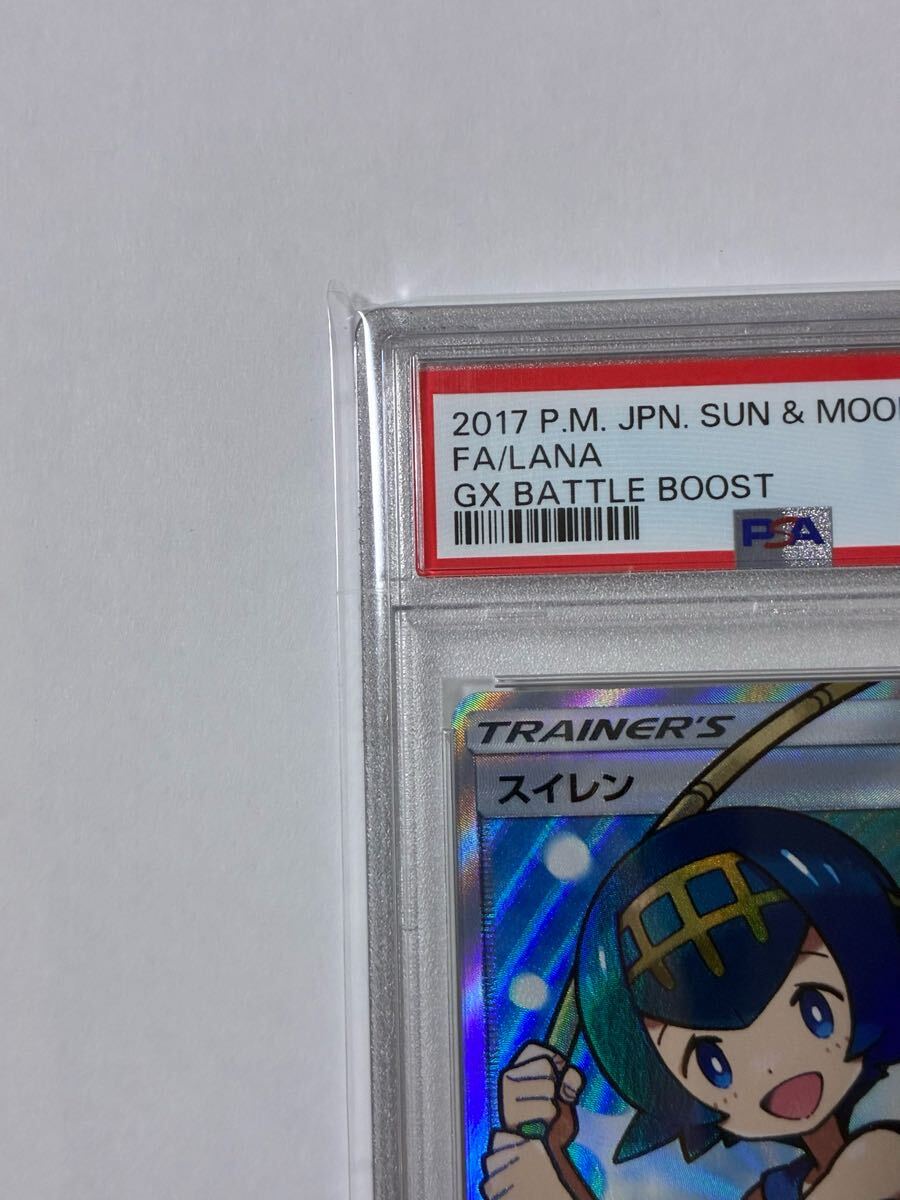 2017 P.M. JPN. SUN & MOO
FA/LANA
GX BATTLE BOOST
PSA
TRAINER'S
スイレン